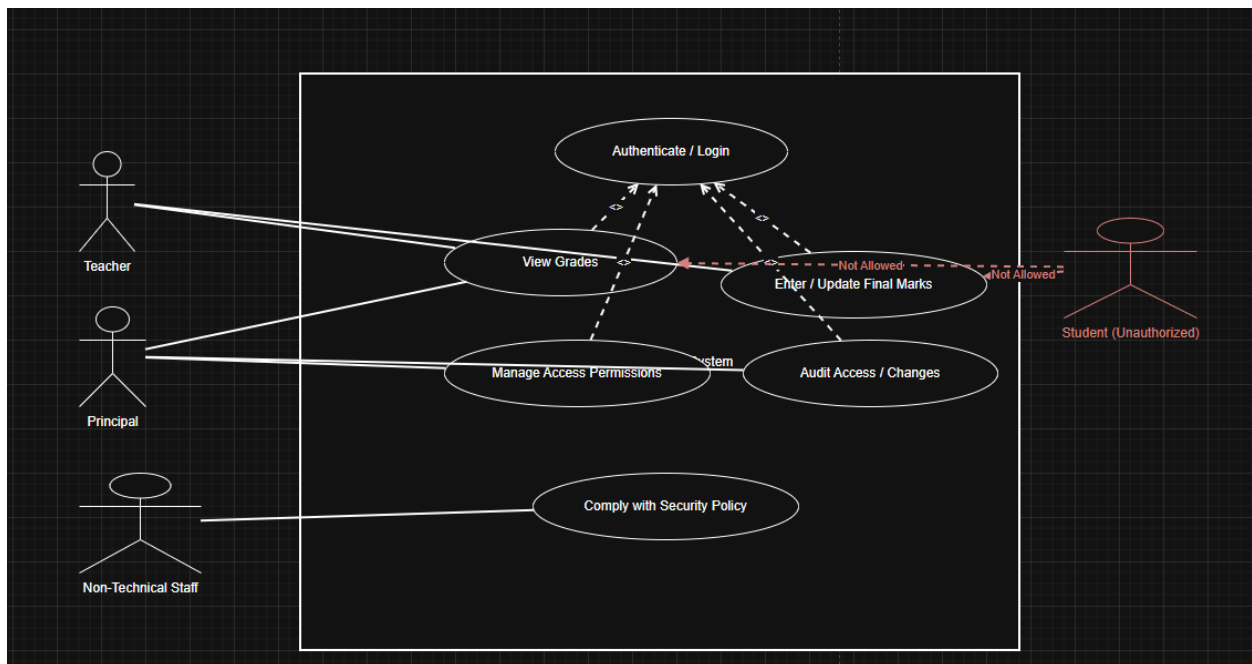 Authenticate / Login
<>
<>
Teacher
View Grades
<>
<>
Not Allowed
Not Allowed
Enter / Update Final Marks
Student (Unauthorized)
ystem
Manage Access Permissions
Audit Access / Changes
Principal
Comply with Security Policy
Non-Technical Staff